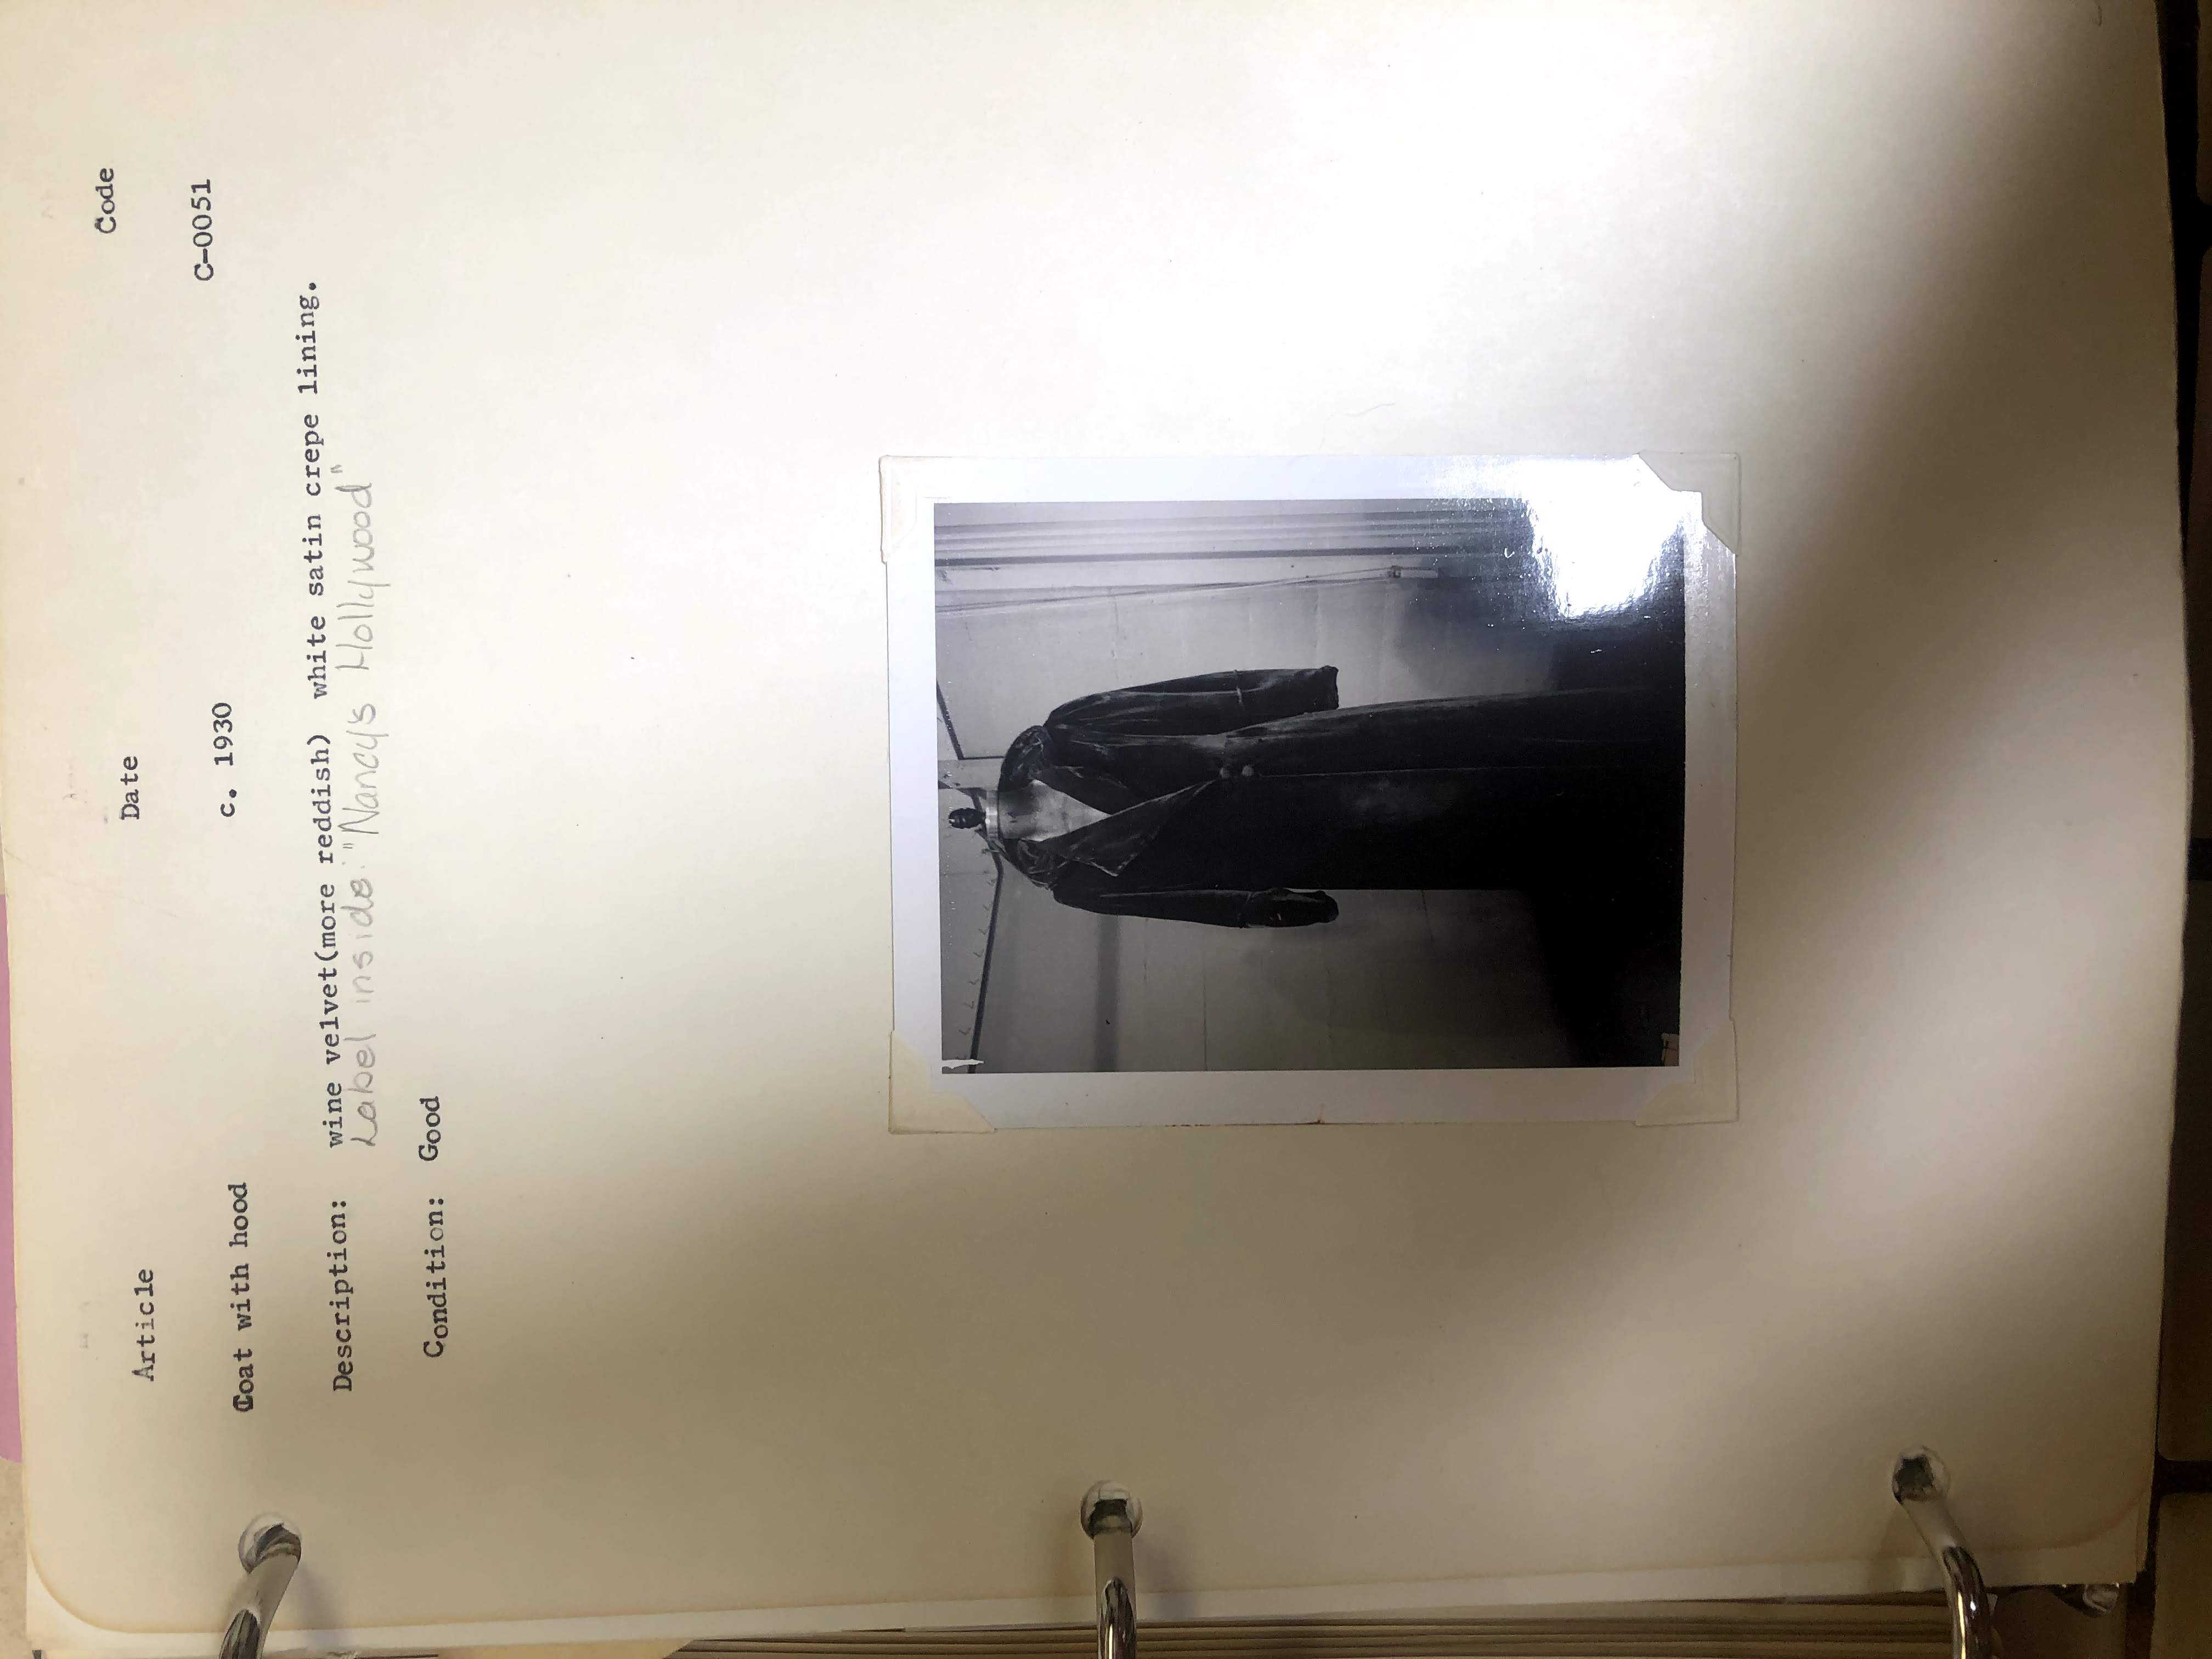 Article Date Code
Coat with hood c. 1930 C-0051
Description: wine velvet(more reddish) white satin crepe lining.
Label inside: "Nancy's Hollywood"
Condition: Good